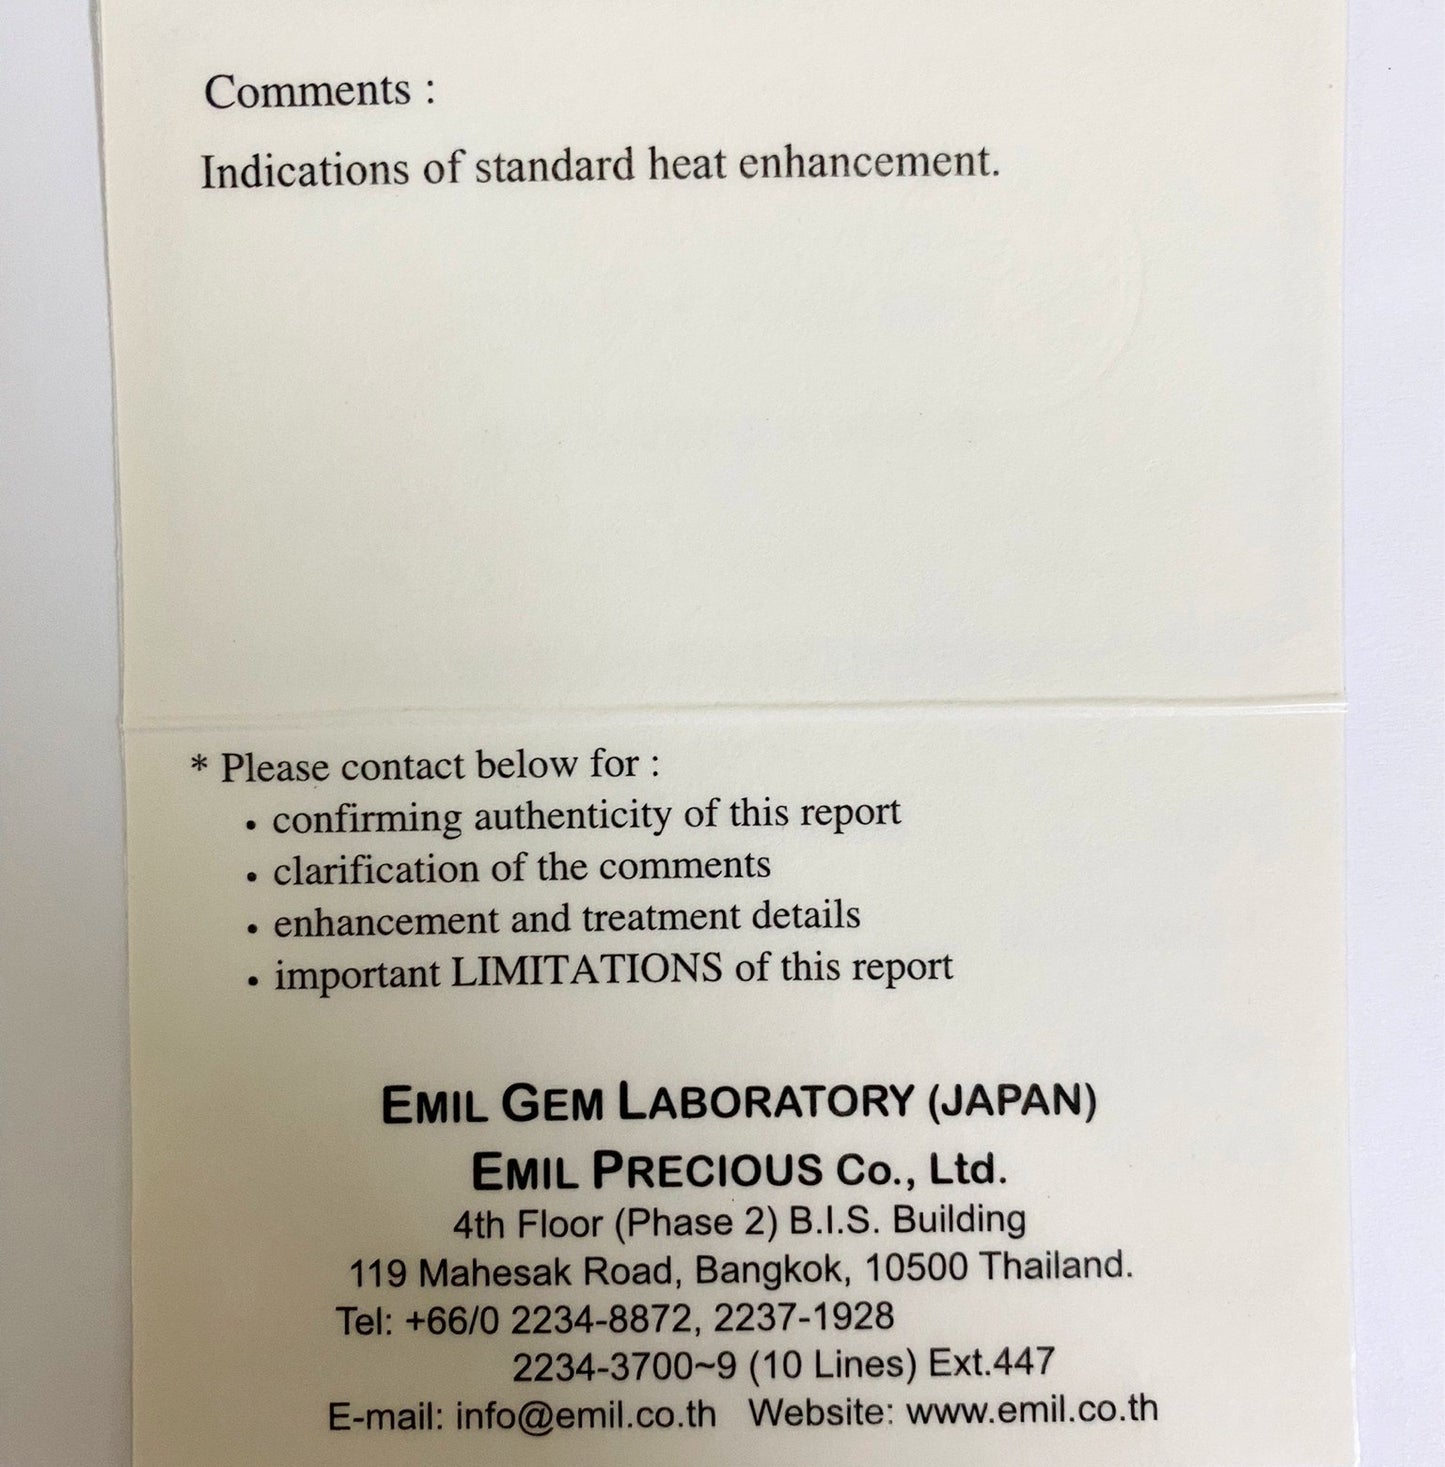 Comments :
Indications of standard heat enhancement.
* Please contact below for :
• confirming authenticity of this report
• clarification of the comments
• enhancement and treatment details
• important LIMITATIONS of this report
EMIL GEM LABORATORY (JAPAN)
EMIL PRECIOUS Co., Ltd.
4th Floor (Phase 2) B.I.S. Building
119 Mahesak Road, Bangkok, 10500 Thailand.
Tel: +66/0 2234-8872, 2237-1928
2234-3700~9 (10 Lines) Ext.447
E-mail: info@emil.co.th Website: www.emil.co.th